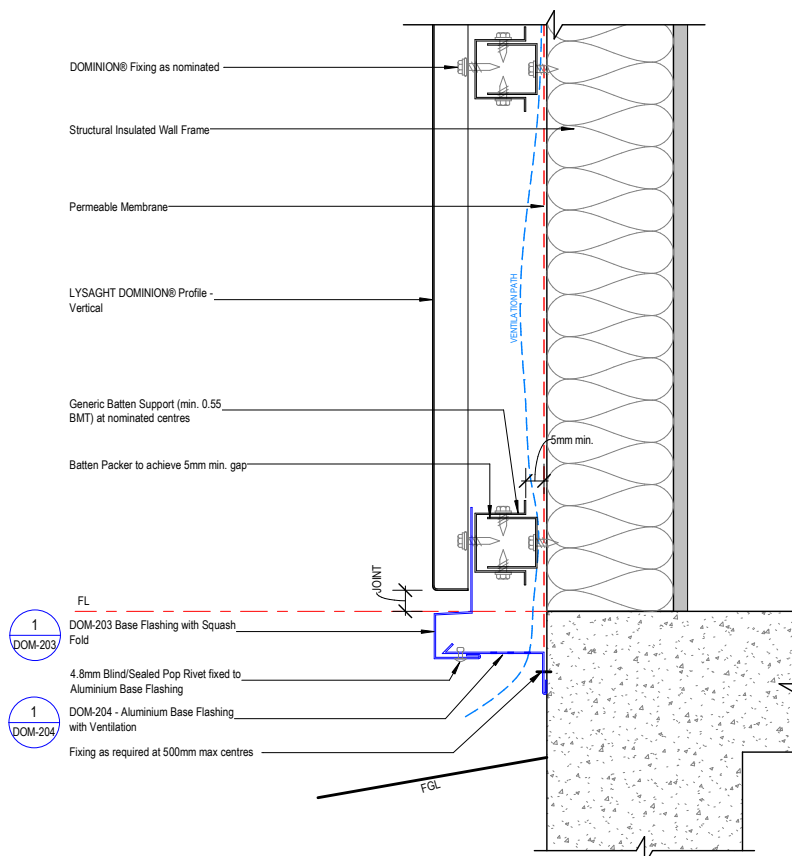 DOMINION® Fixing as nominated
Structural Insulated Wall Frame
Permeable Membrane
VENTILATION PATH
LYSAGHT DOMINION® Profile -
Vertical
Generic Batten Support (min. 0.55
BMT) at nominated centres
5mm min.
Batten Packer to achieve 5mm min. gap
JOINT
FL
1
DOM-203
DOM-203 Base Flashing with Squash
Fold
4.8mm Blind/Sealed Pop Rivet fixed to
Aluminium Base Flashing
1
DOM-204
DOM-204 - Aluminium Base Flashing
with Ventilation
Fixing as required at 500mm max centres
FGL